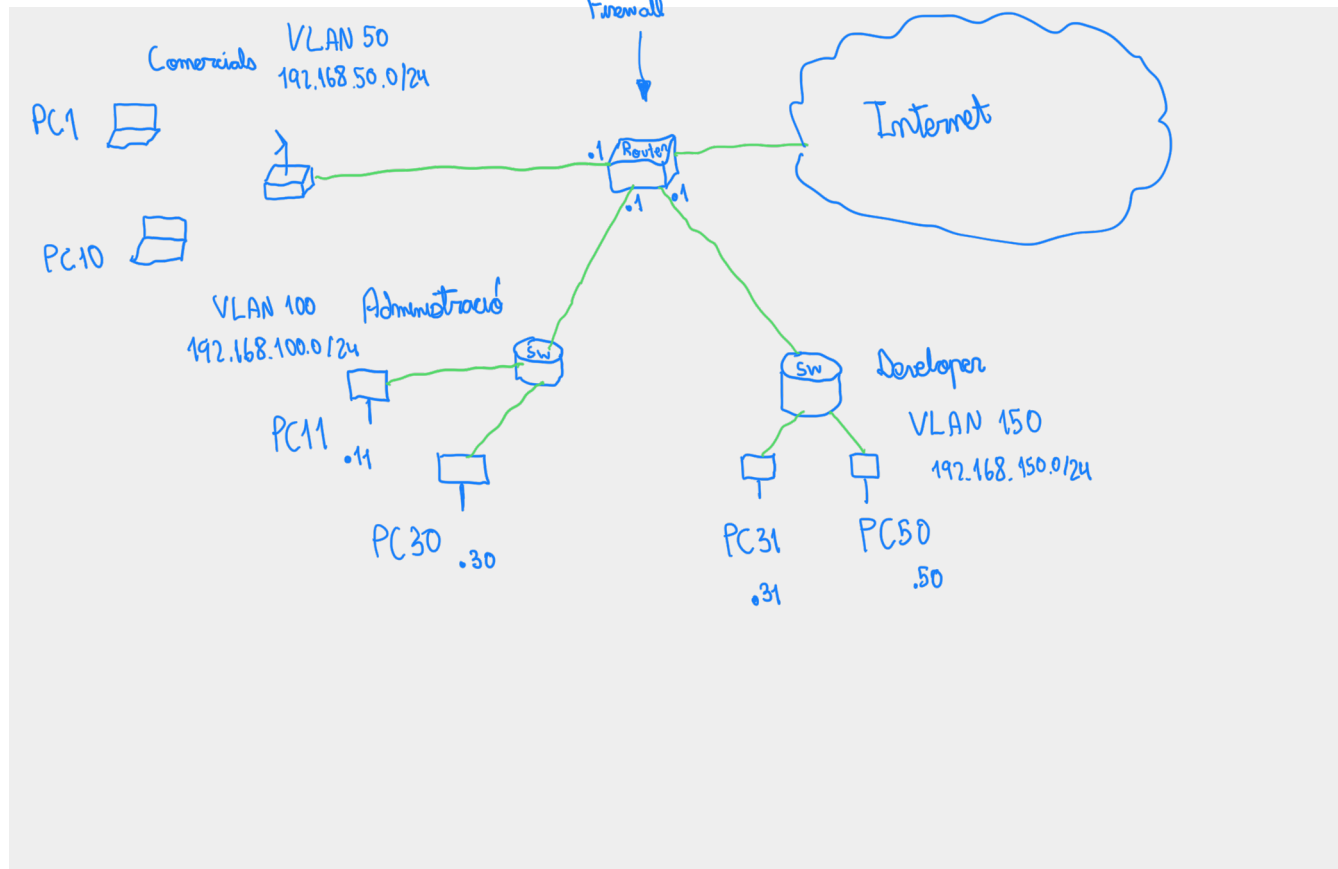 Firewall
Comercials
VLAN 50
192.168.50.0/24
PC1
Internet
.1
Router
.1
.1
PC10
VLAN 100
Administració
192.168.100.0/24
SW
PC11
.11
PC30
.30
SW
Developer
VLAN 150
192.168.150.0/24
PC31
.31
PC50
.50